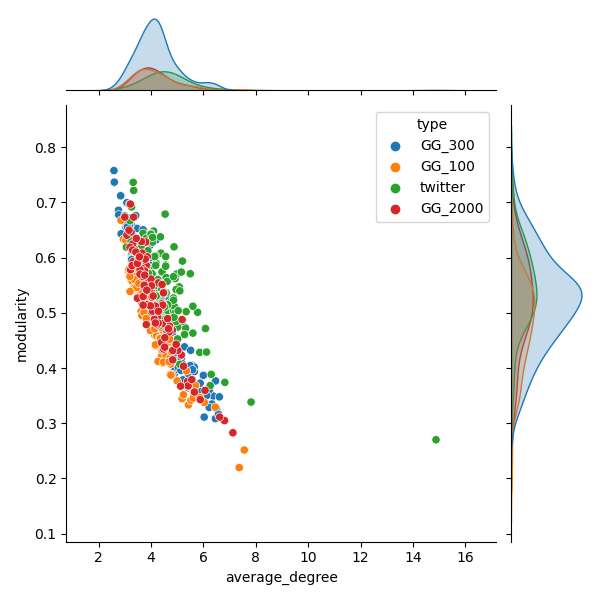 type
GG_300
GG_100
twitter
GG_2000
0.8
0.7
0.6
0.5
0.4
0.3
0.2
0.1
modularity
2 4 6 8 10 12 14 16
average_degree